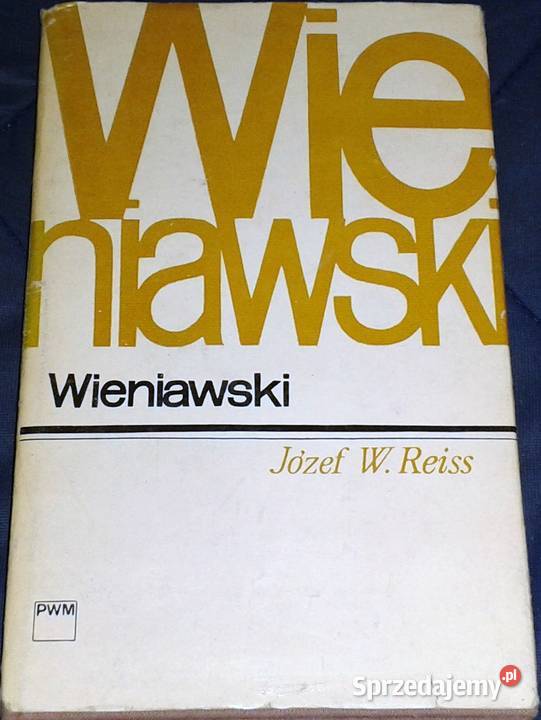 Wie
niawski
Wieniawski
Józef W. Reiss
PWM
Sprzedajemy.pl